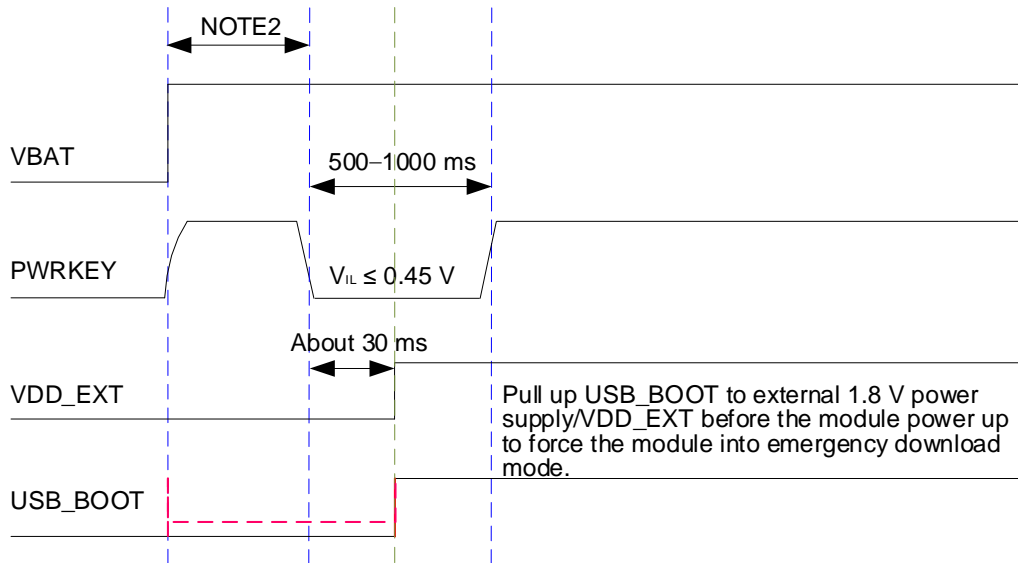 NOTE2
VBAT
500–1000 ms
PWRKEY
VIL ≤ 0.45 V
About 30 ms
VDD_EXT
Pull up USB_BOOT to external 1.8 V power
supply/VDD_EXT before the module power up
to force the module into emergency download
mode.
USB_BOOT